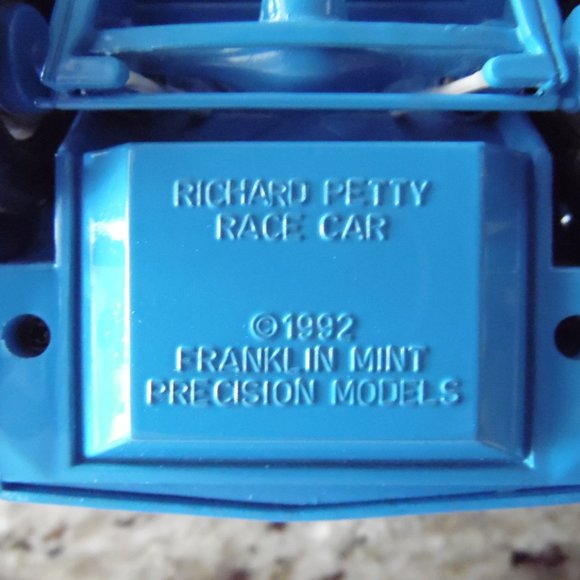 RICHARD PETTY
RACE CAR
©1992
FRANKLIN MINT
PRECISION MODELS